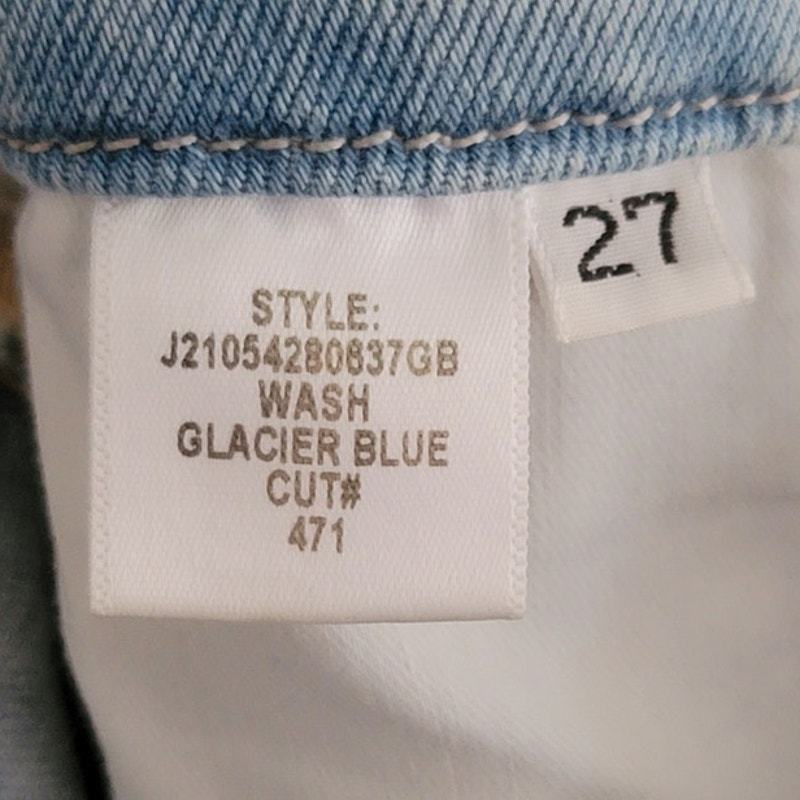 STYLE:
J21054280837GB
WASH
GLACIER BLUE
CUT#
471
27